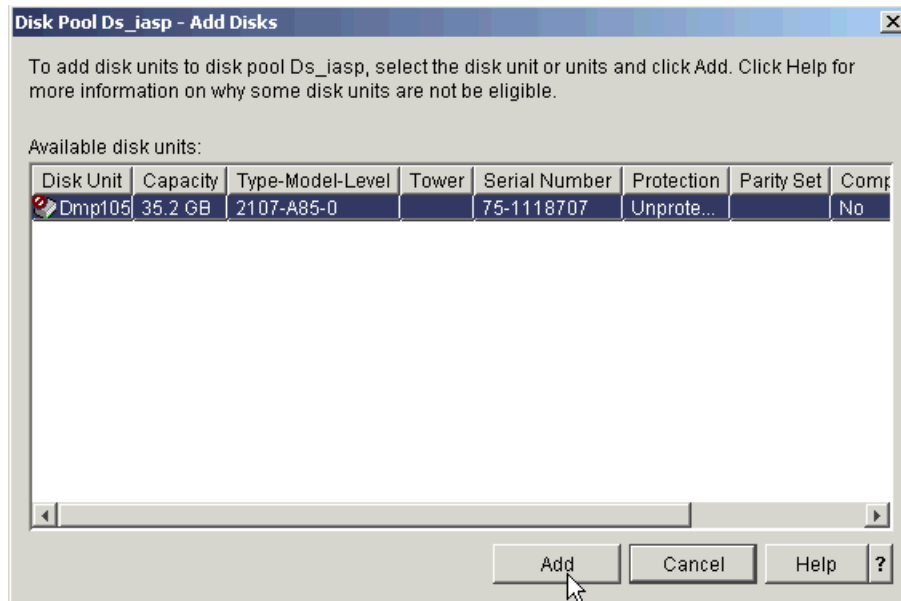 Disk Pool Ds_iasp - Add Disks
To add disk units to disk pool Ds_iasp, select the disk unit or units and click Add. Click Help for
more information on why some disk units are not be eligible.
Available disk units:
Disk Unit Capacity Type-Model-Level Tower Serial Number Protection Parity Set Comp
Dmp105 35.2 GB 2107-A85-0 75-1118707 Unprote... No
Add Cancel Help ?